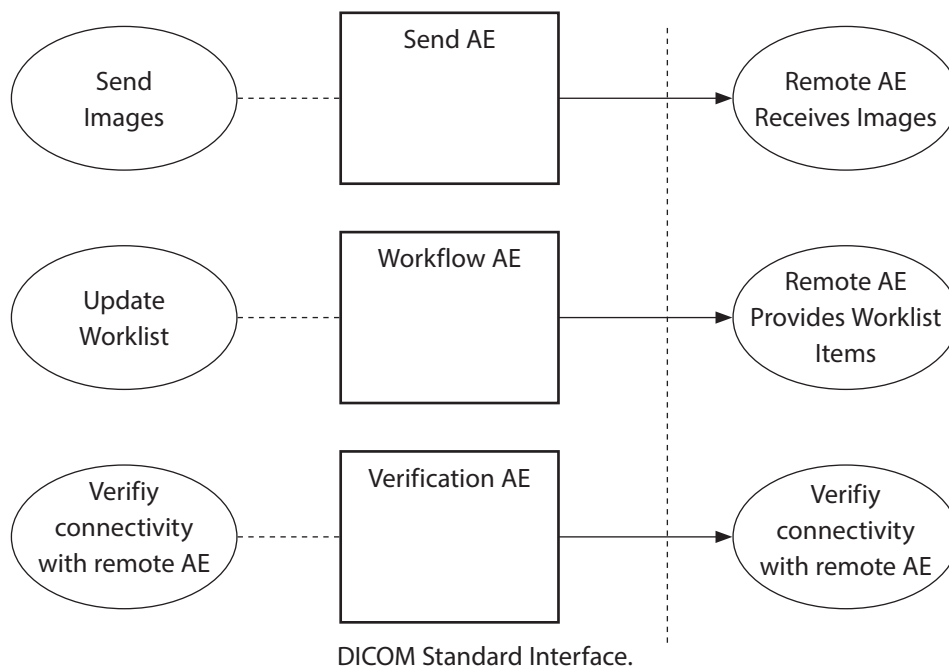 Send
Images
Send AE
Remote AE
Receives Images
Update
Worklist
Workflow AE
Remote AE
Provides Worklist
Items
Verifiy
connectivity
with remote AE
Verification AE
Verifiy
connectivity
with remote AE
DICOM Standard Interface.